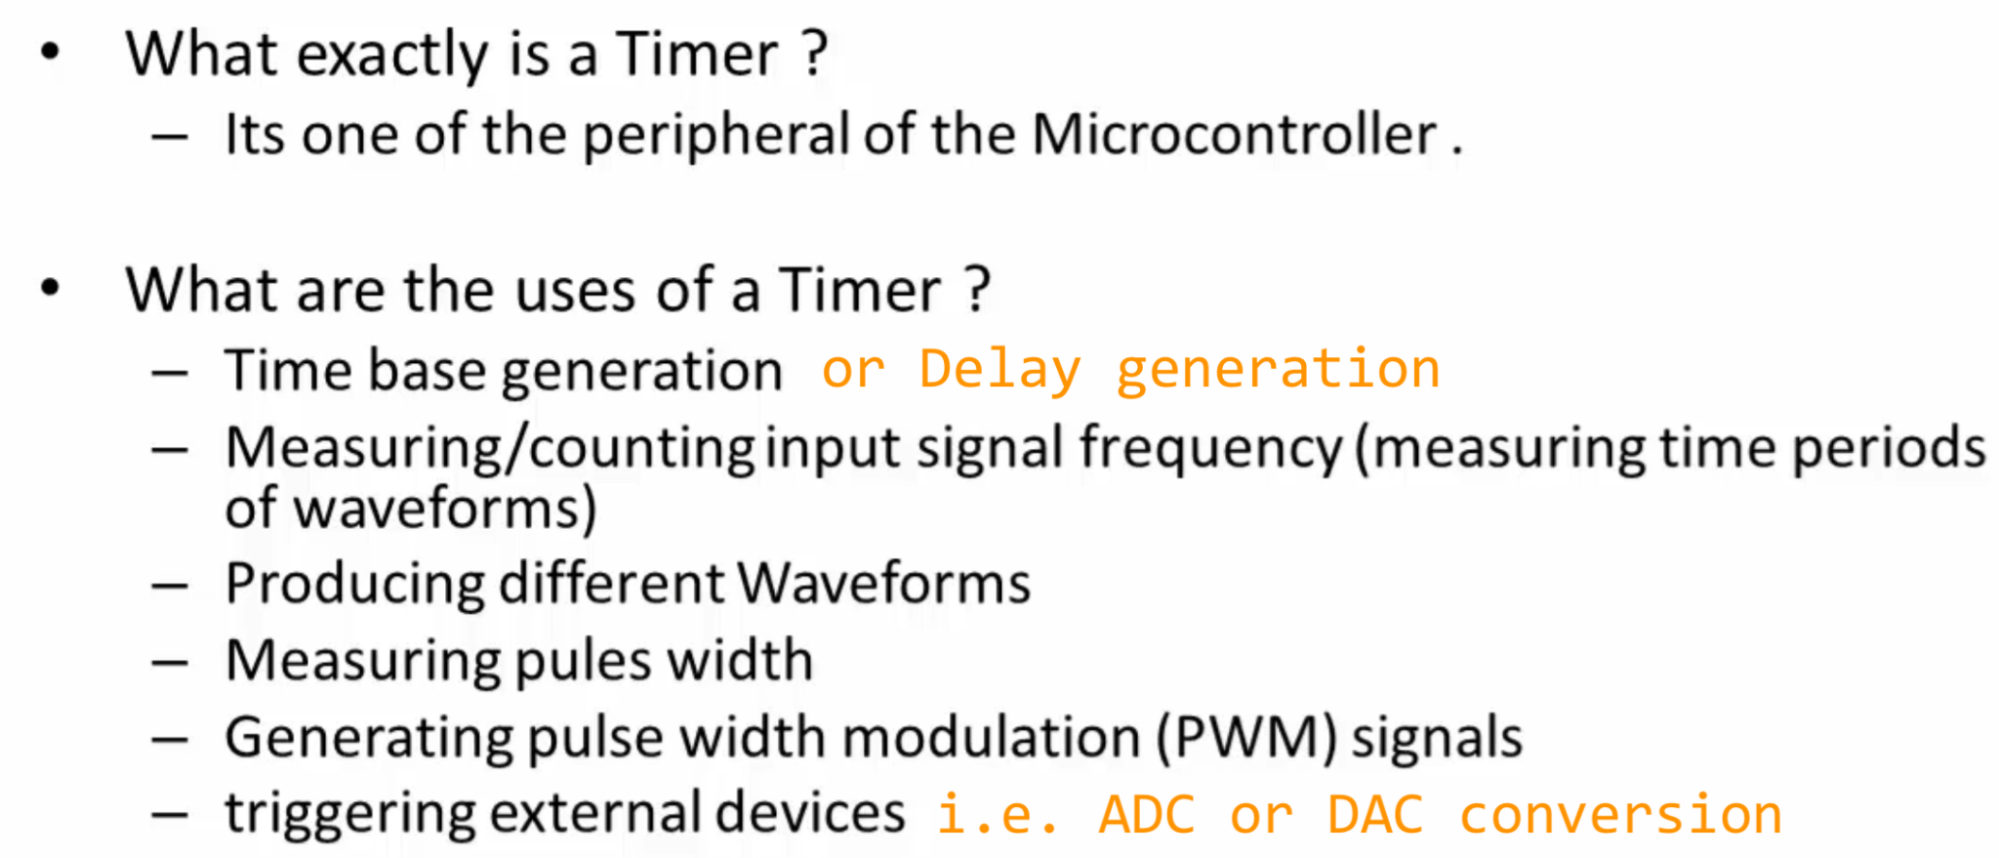 • What exactly is a Timer ?
– Its one of the peripheral of the Microcontroller .
• What are the uses of a Timer ?
– Time base generation or Delay generation
– Measuring/counting input signal frequency (measuring time periods
of waveforms)
– Producing different Waveforms
– Measuring pules width
– Generating pulse width modulation (PWM) signals
– triggering external devices i.e. ADC or DAC conversion